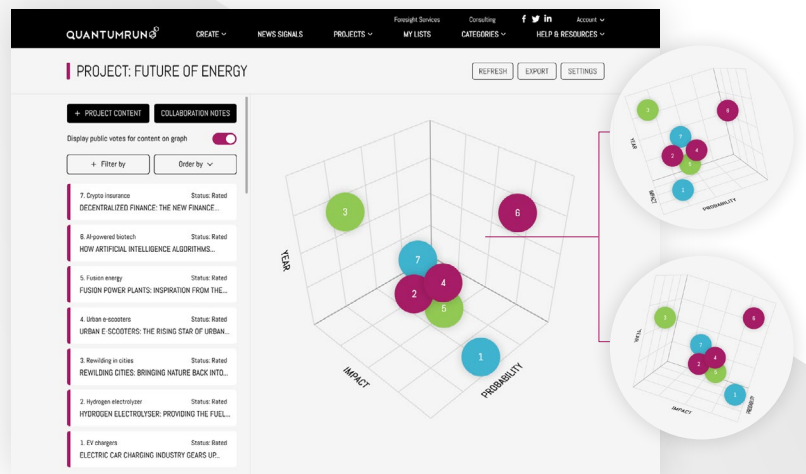 Foresight Services Consulting f in Account
QUANTUMRUN CREATE NEWS SIGNALS PROJECTS MY LISTS CATEGORIES HELP & RESOURCES
PROJECT: FUTURE OF ENERGY
REFRESH EXPORT SETTINGS
+ PROJECT CONTENT COLLABORATION NOTES
Display public votes for content on graph
+ Filter by Order by
7. Crypto insurance Status: Rated
DECENTRALIZED FINANCE: THE NEW FINANCE...
6. AI-powered biotech Status: Rated
HOW ARTIFICIAL INTELLIGENCE ALGORITHMS...
5. Fusion energy Status: Rated
FUSION POWER PLANTS: INSPIRATION FROM THE...
4. Urban e-scooters Status: Rated
URBAN E-SCOOTERS: THE RISING STAR OF URBAN...
3. Rewilding in cities Status: Rated
REWILDING CITIES: BRINGING NATURE BACK INTO...
2. Hydrogen electrolyzer Status: Rated
HYDROGEN ELECTROLYSER: PROVIDING THE FUEL...
1. EV chargers Status: Rated
ELECTRIC CAR CHARGING INDUSTRY GEARS UP...
3
6
7
4
2
5
1
YEAR
IMPACT
PROBABILITY
3
6
7
4
2
5
1
YEAR
IMPACT
PROBABILITY
3
6
7
4
2
5
1
YEAR
IMPACT